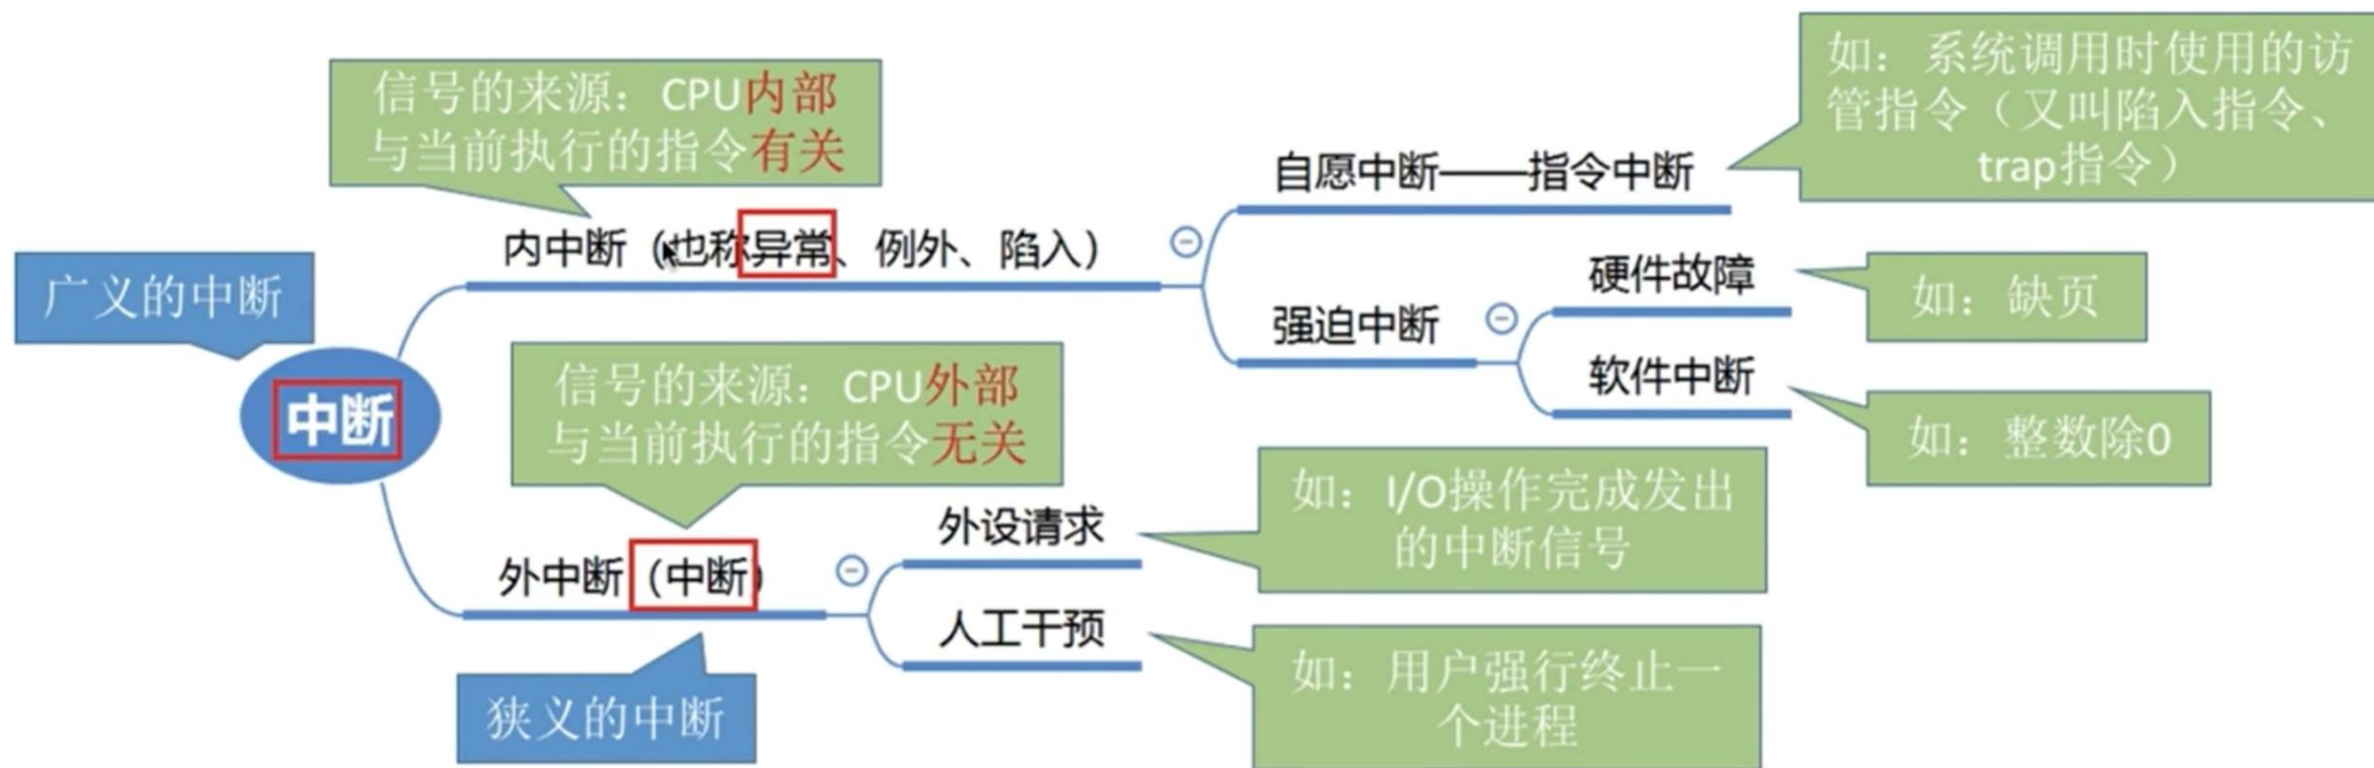 信号的来源：CPU内部
与当前执行的指令有关
如：系统调用时使用的访
管指令（又叫陷入指令、
trap指令）
自愿中断——指令中断
内中断（也称异常、例外、陷入）
广义的中断
硬件故障
如：缺页
强迫中断
软件中断
如：整数除0
中断
信号的来源：CPU外部
与当前执行的指令无关
外设请求
如：I/O操作完成发出
的中断信号
外中断（中断）
人工干预
如：用户强行终止一
个进程
狭义的中断